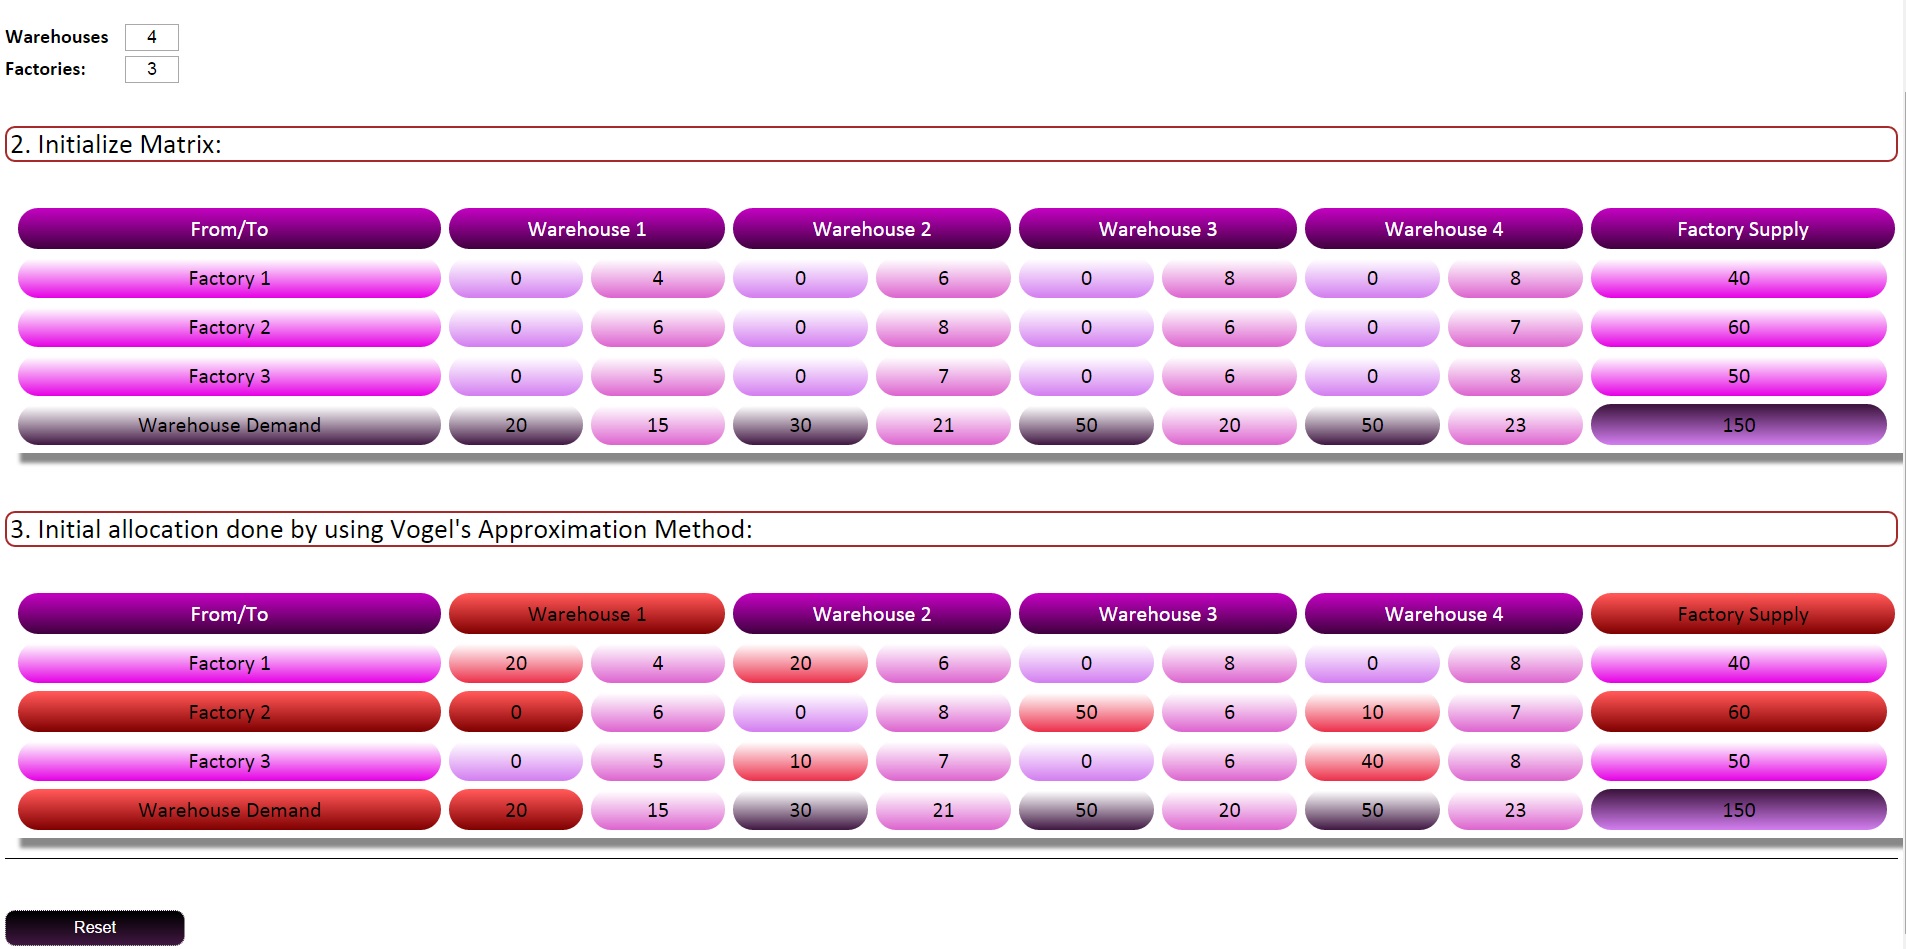 Warehouses 4
Factories: 3
2. Initialize Matrix:
From/To Warehouse 1 Warehouse 2 Warehouse 3 Warehouse 4 Factory Supply
Factory 1 0 4 0 6 0 8 0 8 40
Factory 2 0 6 0 8 0 6 0 7 60
Factory 3 0 5 0 7 0 6 0 8 50
Warehouse Demand 20 15 30 21 50 20 50 23 150
3. Initial allocation done by using Vogel's Approximation Method:
From/To Warehouse 1 Warehouse 2 Warehouse 3 Warehouse 4 Factory Supply
Factory 1 20 4 20 6 0 8 0 8 40
Factory 2 0 6 0 8 50 6 10 7 60
Factory 3 0 5 10 7 0 6 40 8 50
Warehouse Demand 20 15 30 21 50 20 50 23 150
Reset